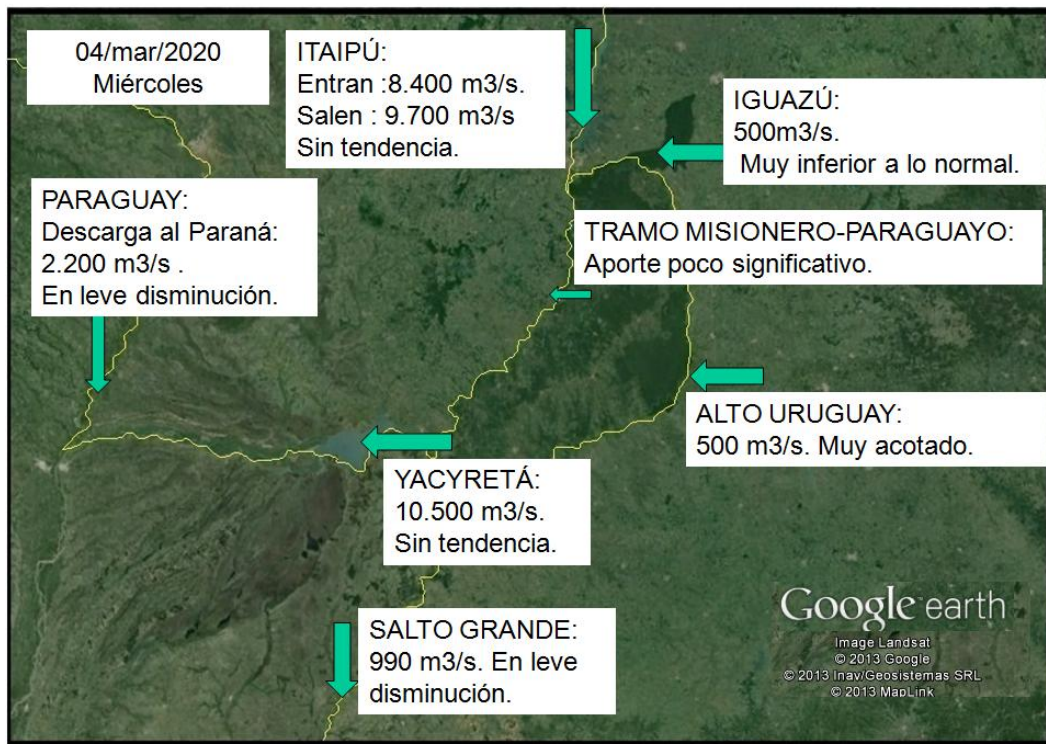 04/mar/2020
Miércoles
ITAIPÚ:
Entran :8.400 m3/s.
Salen : 9.700 m3/s
Sin tendencia.
IGUAZÚ:
500m3/s.
Muy inferior a lo normal.
PARAGUAY:
Descarga al Paraná:
2.200 m3/s .
En leve disminución.
TRAMO MISIONERO-PARAGUAYO:
Aporte poco significativo.
ALTO URUGUAY:
500 m3/s. Muy acotado.
YACYRETÁ:
10.500 m3/s.
Sin tendencia.
SALTO GRANDE:
990 m3/s. En leve
disminución.
Google earth
Image Landsat
© 2013 Google
© 2013 Inav/Geosistemas SRL
© 2013 MapLink